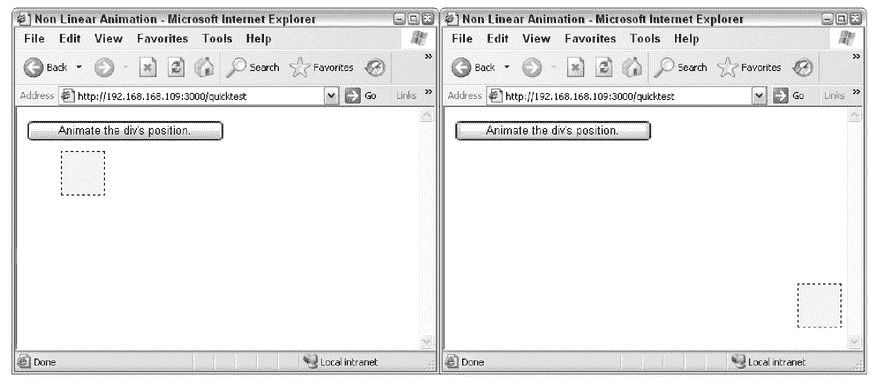 Non Linear Animation - Microsoft Internet Explorer
File Edit View Favorites Tools Help
Back Search Favorites »
Address http://192.168.168.109:3000/quicktest Go Links »
Animate the div's position.
Done Local intranet
Non Linear Animation - Microsoft Internet Explorer
File Edit View Favorites Tools Help
Back Search Favorites »
Address http://192.168.168.109:3000/quicktest Go Links »
Animate the div's position.
Done Local intranet